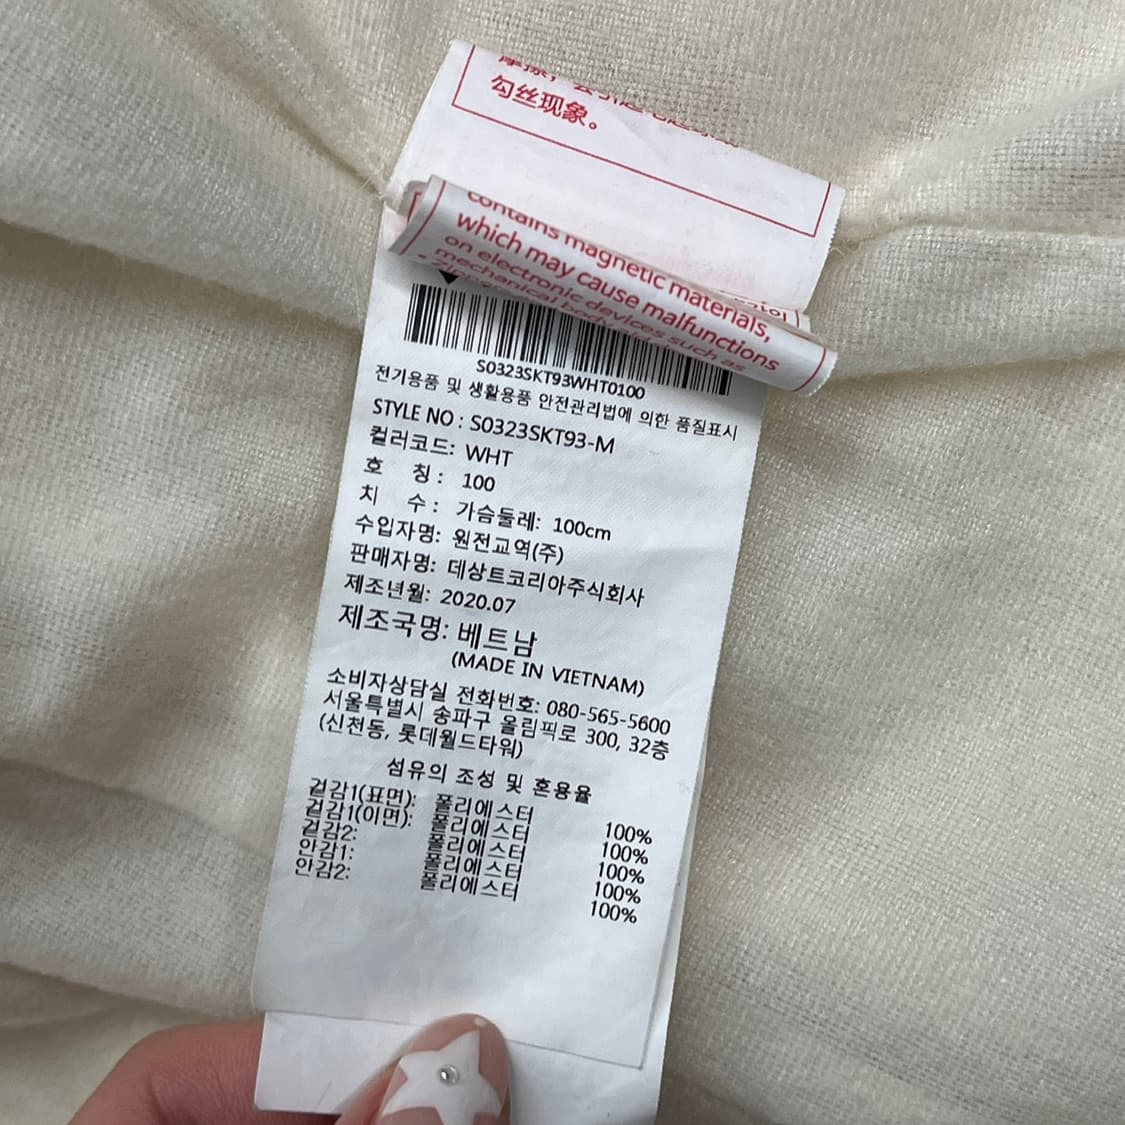 勾丝现象。
contains magnetic materials,
which may cause malfunctions
on electronic devices such as
S0323SKT93WHT0100
전기용품 및 생활용품 안전관리법에 의한 품질표시
STYLE NO : S0323SKT93-M
컬러코드: WHT
호 칭 : 100
치 수 : 가슴둘레: 100cm
수입자명: 원전교역(주)
판매자명: 데상트코리아주식회사
제조년월: 2020.07
제조국명: 베트남
(MADE IN VIETNAM)
소비자상담실 전화번호: 080-565-5600
서울특별시 송파구 올림픽로 300, 32층
(신천동, 롯데월드타워)
섬유의 조성 및 혼용율
겉감1(표면): 폴리에스터 100%
겉감1(이면): 폴리에스터 100%
겉감2: 폴리에스터 100%
안감1: 폴리에스터 100%
안감2: 폴리에스터 100%